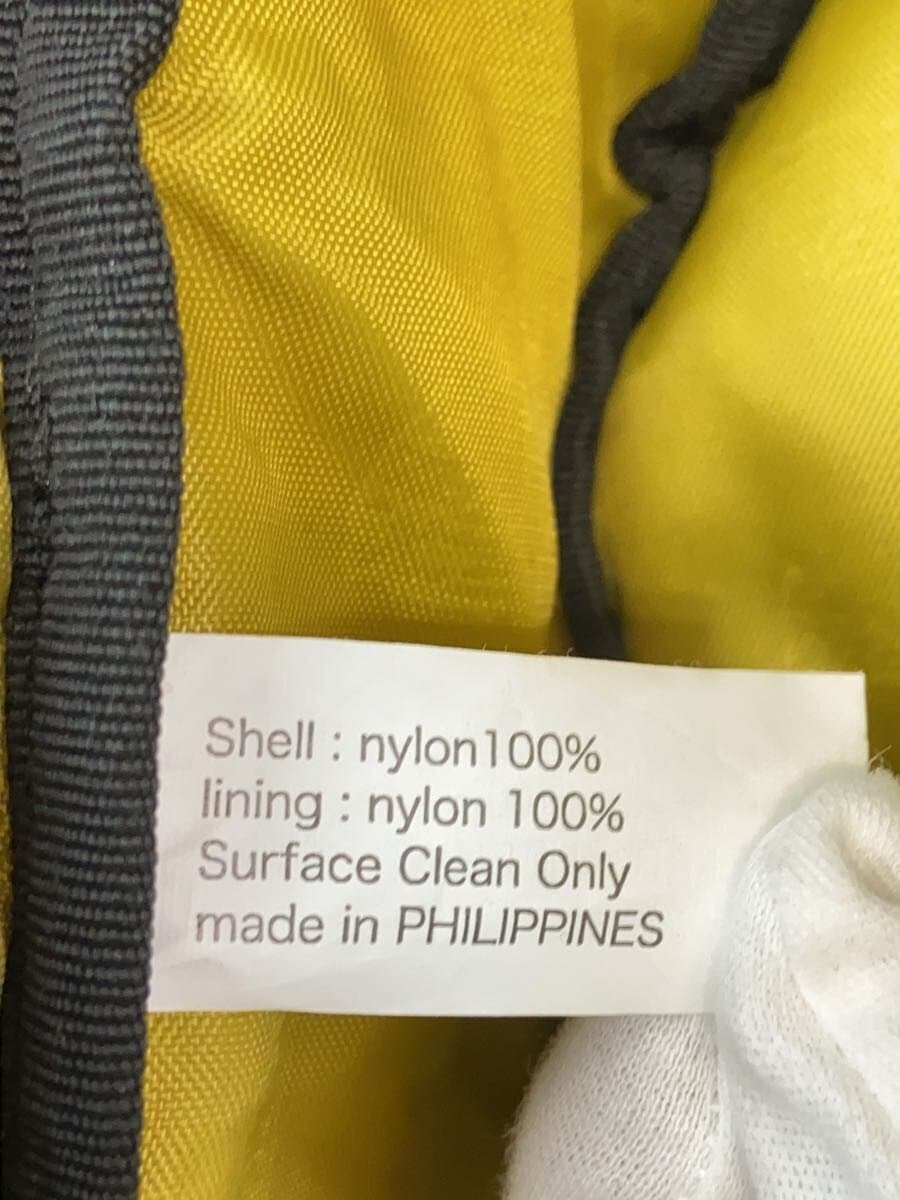 Shell : nylon100%
lining : nylon 100%
Surface Clean Only
made in PHILIPPINES